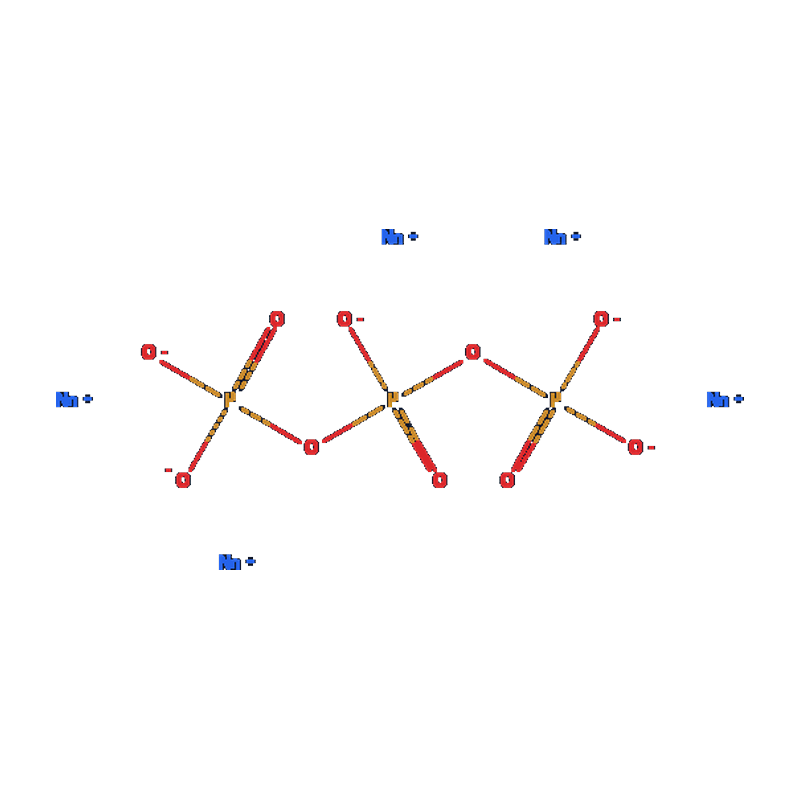 Na + Na +
O O - O -
O - O
Na + P P P Na +
O O -
- O O O
Na +